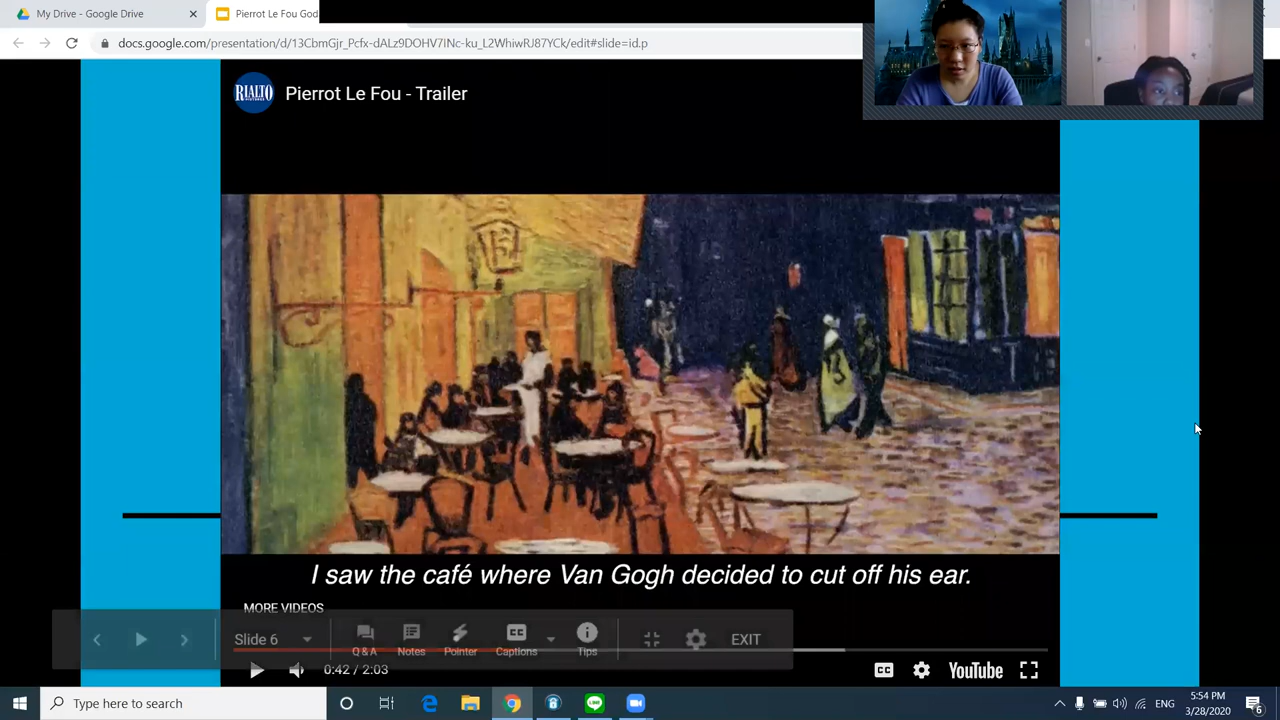 My Drive - Google Drive
Pierrot Le Fou God
docs.google.com/presentation/d/13CbmGjr_Pcfx-dALz9DOHV7INc-ku_L2WhiwRJ87YCk/edit#slide=id.p
RIALTO
Pierrot Le Fou - Trailer
I saw the café where Van Gogh decided to cut off his ear.
MORE VIDEOS
Slide 6
Q & A
Notes
Pointer
CC
Captions
Tips
EXIT
0:42 / 2:03
CC
YouTube
Type here to search
ENG
5:54 PM
3/28/2020
6